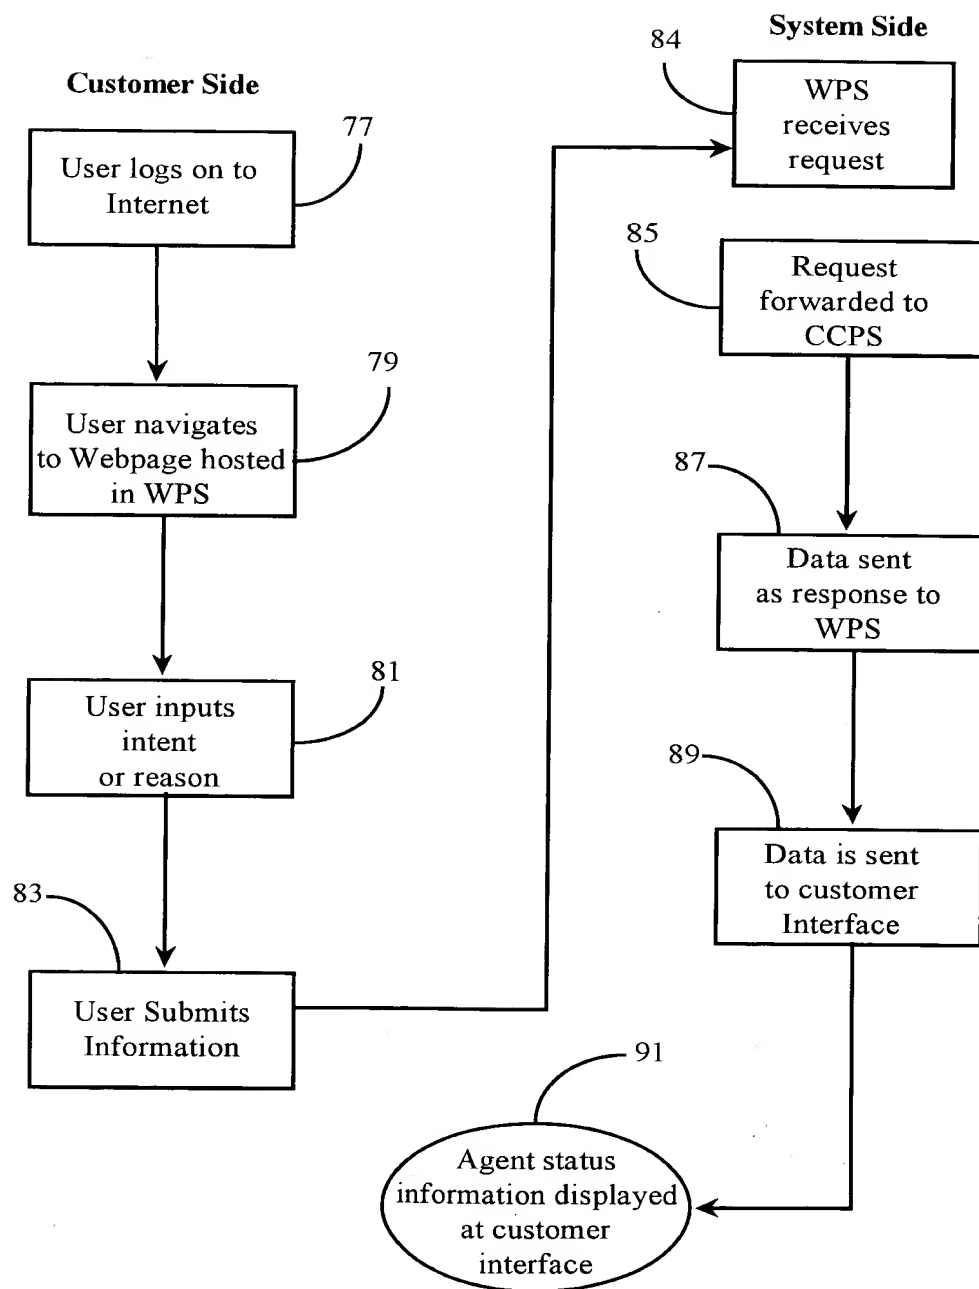 Customer Side
77
User logs on to
Internet
79
User navigates
to Webpage hosted
in WPS
81
User inputs
intent
or reason
83
User Submits
Information
System Side
84
WPS
receives
request
85
Request
forwarded to
CCPS
87
Data sent
as response to
WPS
89
Data is sent
to customer
Interface
91
Agent status
information displayed
at customer
interface